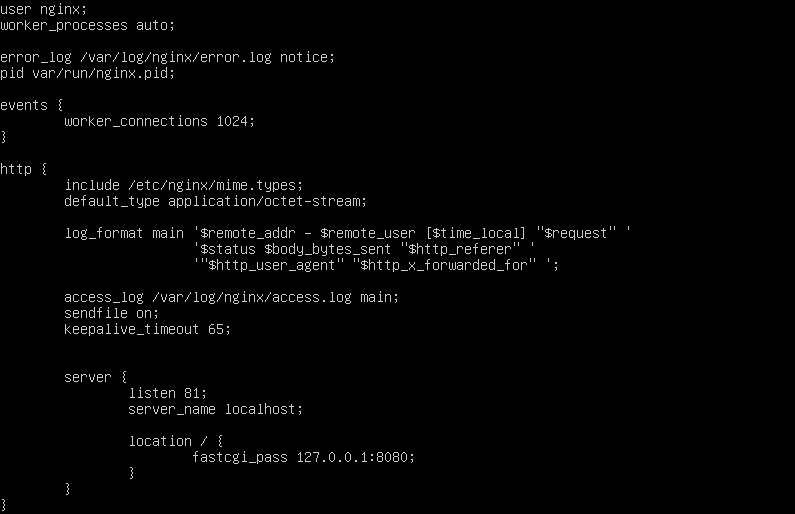 user nginx;
worker_processes auto;
error_log /var/log/nginx/error.log notice;
pid var/run/nginx.pid;
events {
worker_connections 1024;
}
http {
include /etc/nginx/mime.types;
default_type application/octet-stream;
log_format main '$remote_addr - $remote_user [$time_local] "$request" '
'$status $body_bytes_sent "$http_referer" '
'"$http_user_agent" "$http_x_forwarded_for" ';
access_log /var/log/nginx/access.log main;
sendfile on;
keepalive_timeout 65;
server {
listen 81;
server_name localhost;
location / {
fastcgi_pass 127.0.0.1:8080;
}
}
}